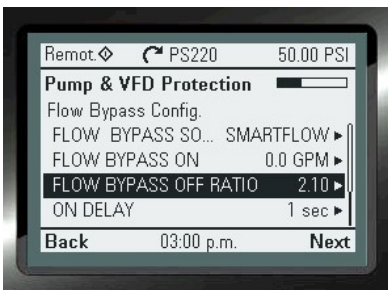 Remot. PS220 50.00 PSI
Pump & VFD Protection
Flow Bypass Config.
FLOW BYPASS SO... SMARTFLOW
FLOW BYPASS ON 0.0 GPM
FLOW BYPASS OFF RATIO 2.10
ON DELAY 1 sec
Back 03:00 p.m. Next